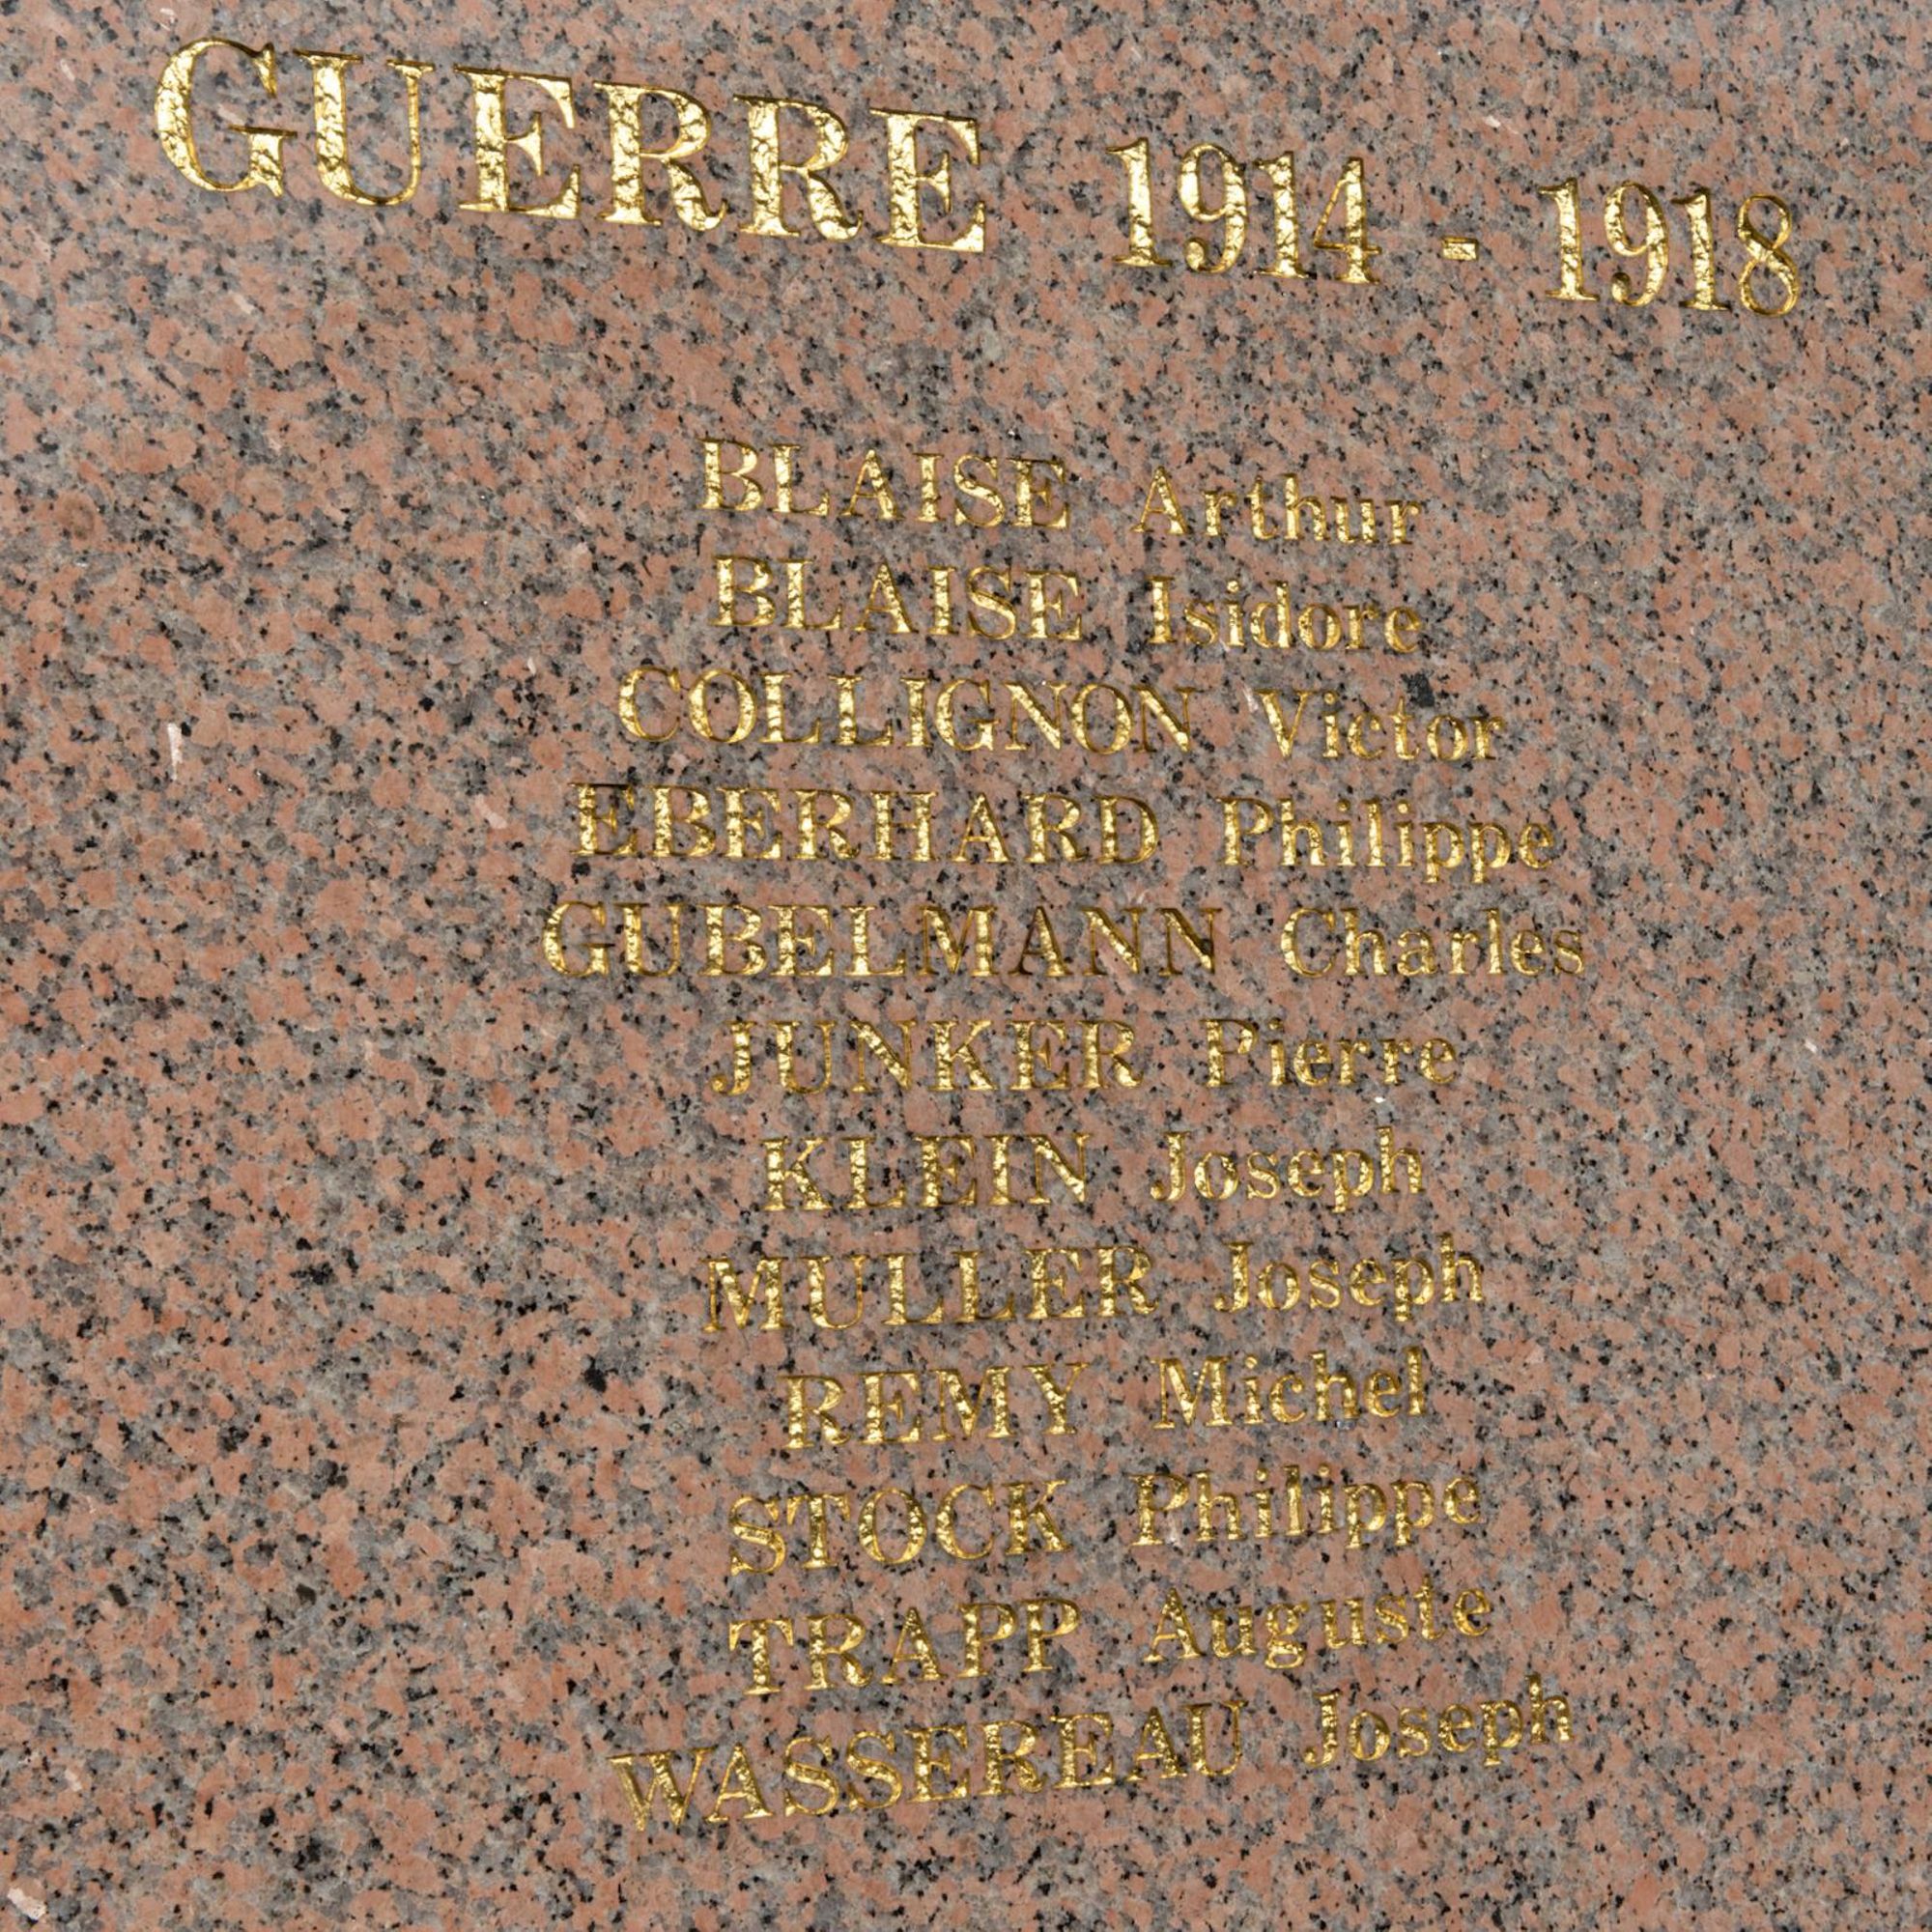 GUERRE 1914 - 1918
BLAISE Arthur
BLAISE Isidore
COLLIGNON Victor
EBERHARD Philippe
GUBELMANN Charles
JUNKER Pierre
KLEIN Joseph
MULLER Joseph
REMY Michel
STOCK Philippe
TRAPP Auguste
WASSEREAU Joseph